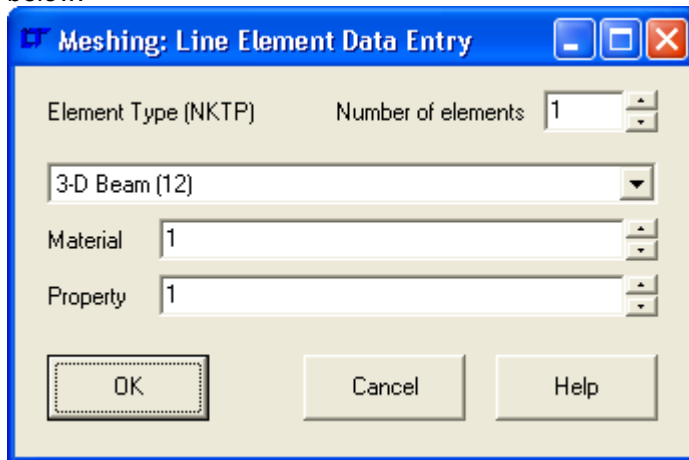 below.
Meshing: Line Element Data Entry
Element Type (NKTP) Number of elements 1
3-D Beam (12)
Material 1
Property 1
OK Cancel Help